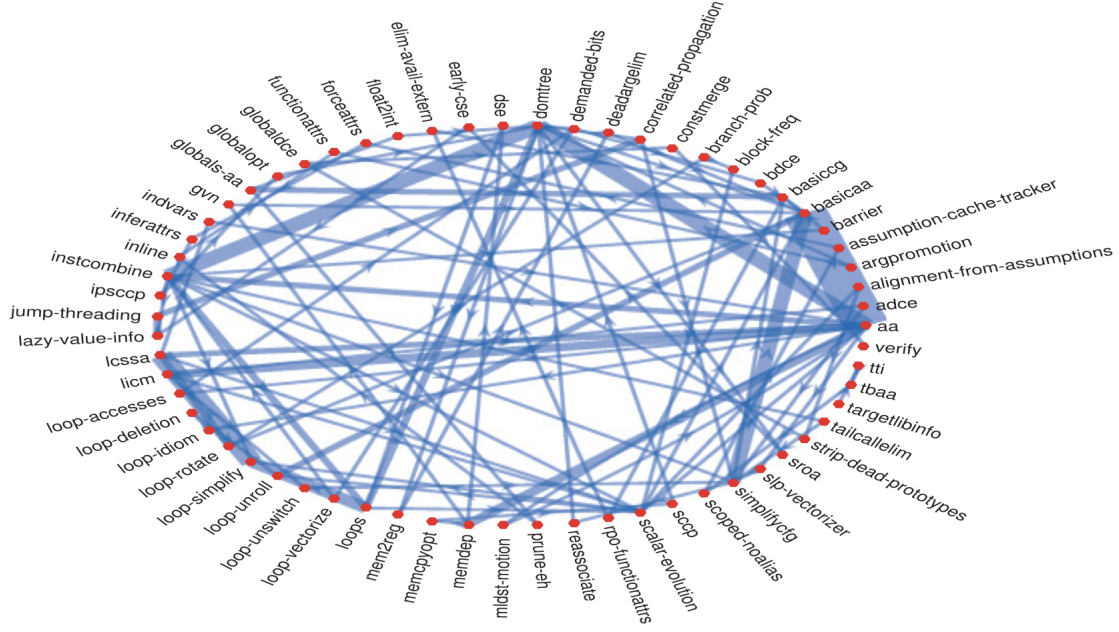 elim-avail-extern
early-cse
dse
domtree
demanded-bits
deadargelim
correlated-propagation
constmerge
branch-prob
block-freq
bdce
basiccg
basicaa
barrier
assumption-cache-tracker
argpromotion
alignment-from-assumptions
adce
aa
verify
tti
tbaa
targetlibinfo
tailcallelim
strip-dead-prototypes
sroa
slp-vectorizer
simplifycfg
scoped-noalias
sccp
scalar-evolution
rpo-functionattrs
reassociate
prune-eh
mldst-motion
memdep
memcpyopt
mem2reg
loops
loop-vectorize
loop-unswitch
loop-unroll
loop-simplify
loop-rotate
loop-idiom
loop-deletion
loop-accesses
licm
lcssa
lazy-value-info
jump-threading
ipsccp
instcombine
inline
inferattrs
indvars
gvn
globals-aa
globalopt
globaldce
functionattrs
forceattrs
float2int